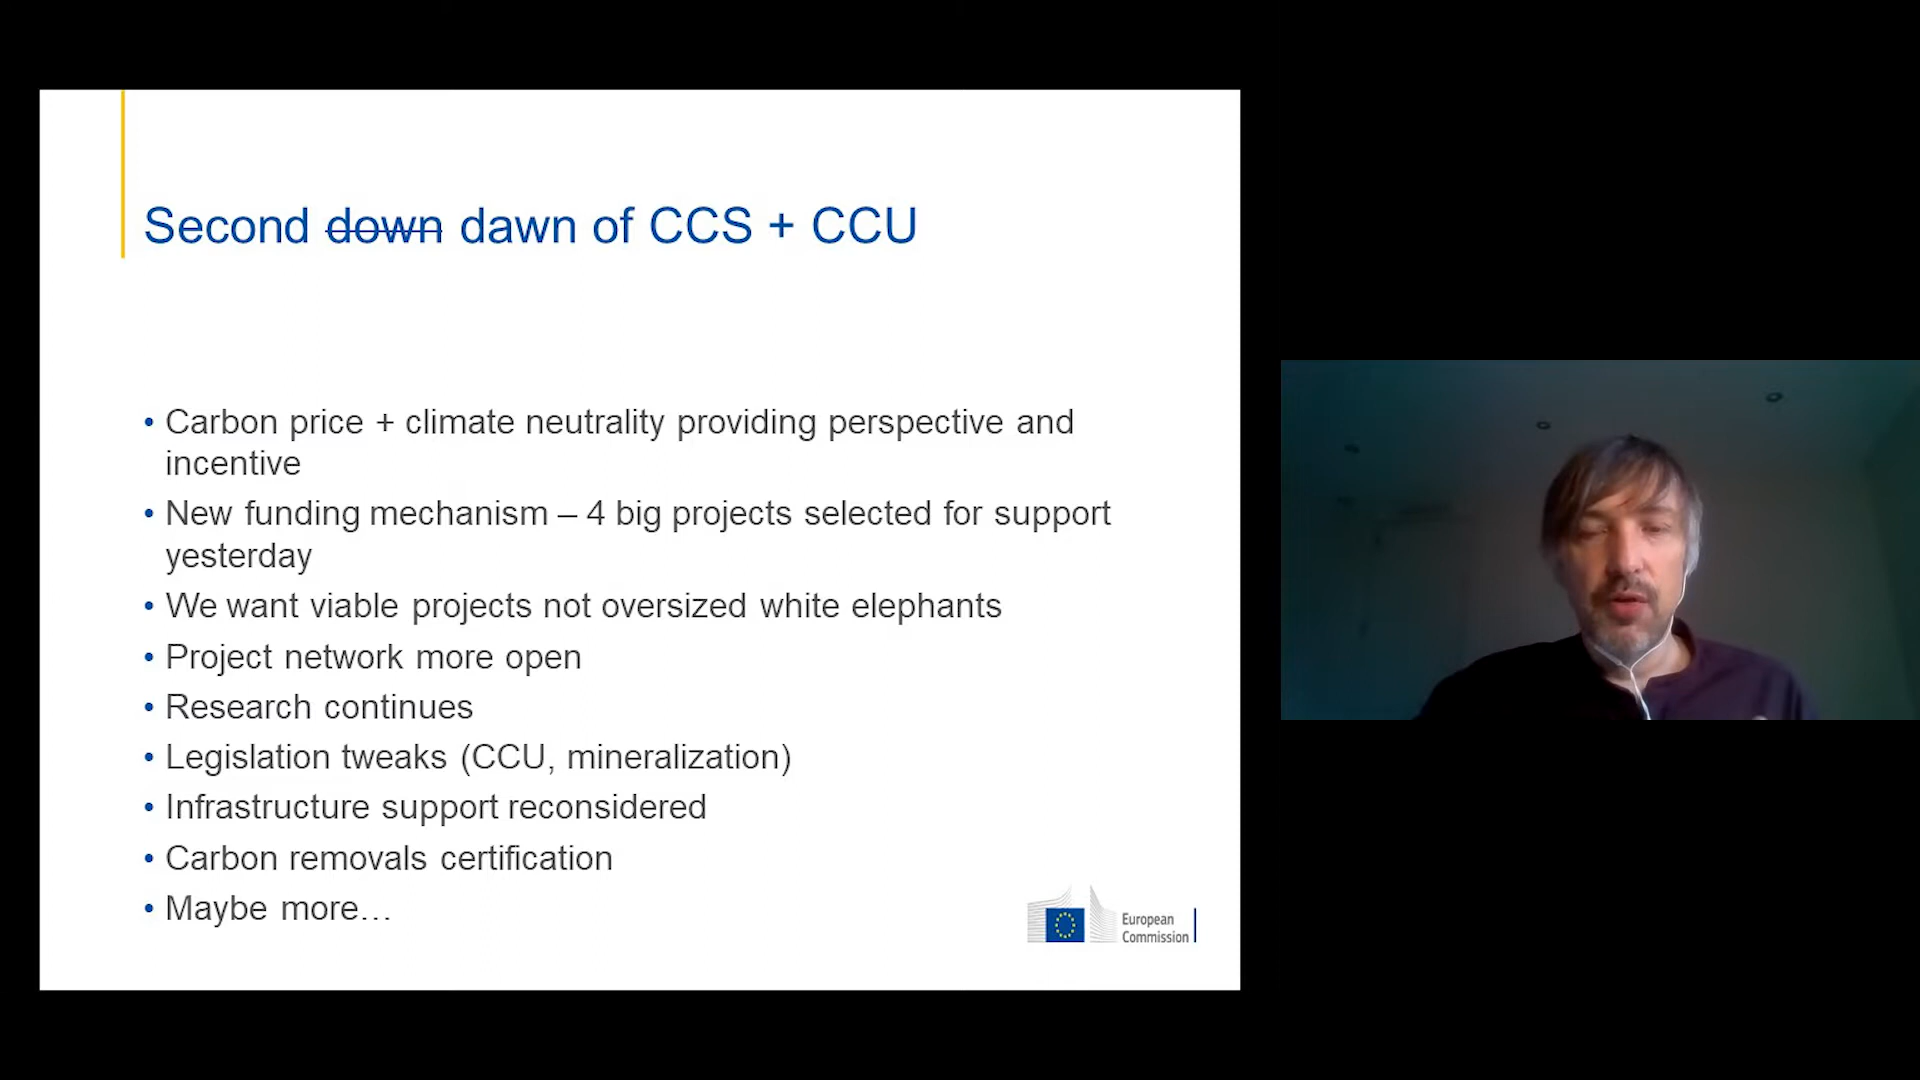 Second down dawn of CCS + CCU
• Carbon price + climate neutrality providing perspective and
incentive
• New funding mechanism – 4 big projects selected for support
yesterday
• We want viable projects not oversized white elephants
• Project network more open
• Research continues
• Legislation tweaks (CCU, mineralization)
• Infrastructure support reconsidered
• Carbon removals certification
• Maybe more…
European
Commission